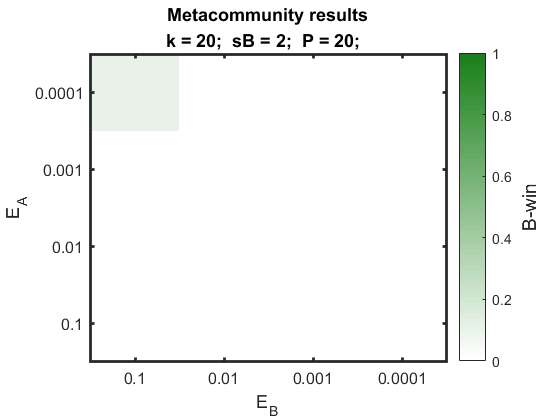 Metacommunity results
k = 20;  sB = 2;  P = 20;
0.0001
0.001
0.01
0.1
E_A
0.1
0.01
0.001
0.0001
E_B
1
0.8
0.6
0.4
0.2
0
B-win